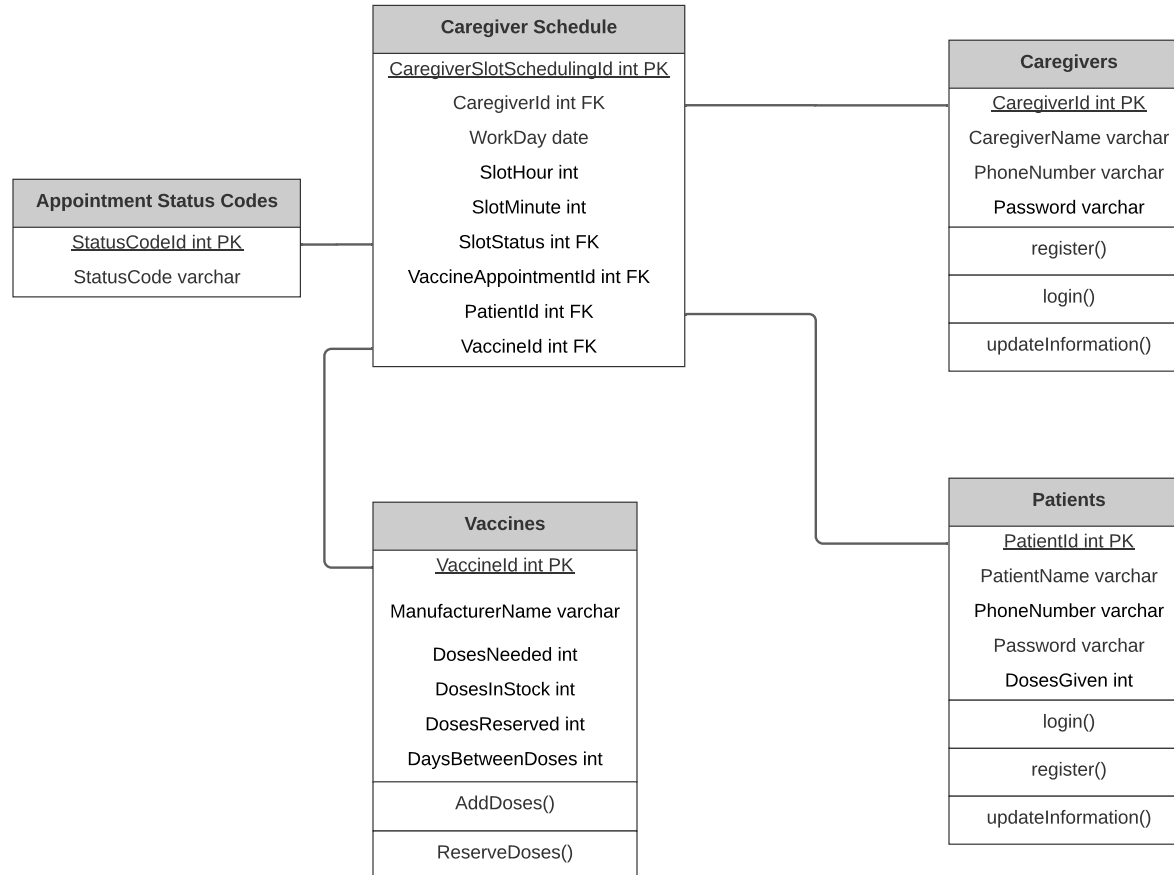 Caregiver Schedule
CaregiverSlotSchedulingId int PK
CaregiverId int FK
WorkDay date
SlotHour int
SlotMinute int
SlotStatus int FK
VaccineAppointmentId int FK
PatientId int FK
VaccineId int FK
Caregivers
CaregiverId int PK
CaregiverName varchar
PhoneNumber varchar
Password varchar
register()
login()
updateInformation()
Appointment Status Codes
StatusCodeId int PK
StatusCode varchar
Vaccines
VaccineId int PK
ManufacturerName varchar
DosesNeeded int
DosesInStock int
DosesReserved int
DaysBetweenDoses int
AddDoses()
ReserveDoses()
Patients
PatientId int PK
PatientName varchar
PhoneNumber varchar
Password varchar
DosesGiven int
login()
register()
updateInformation()